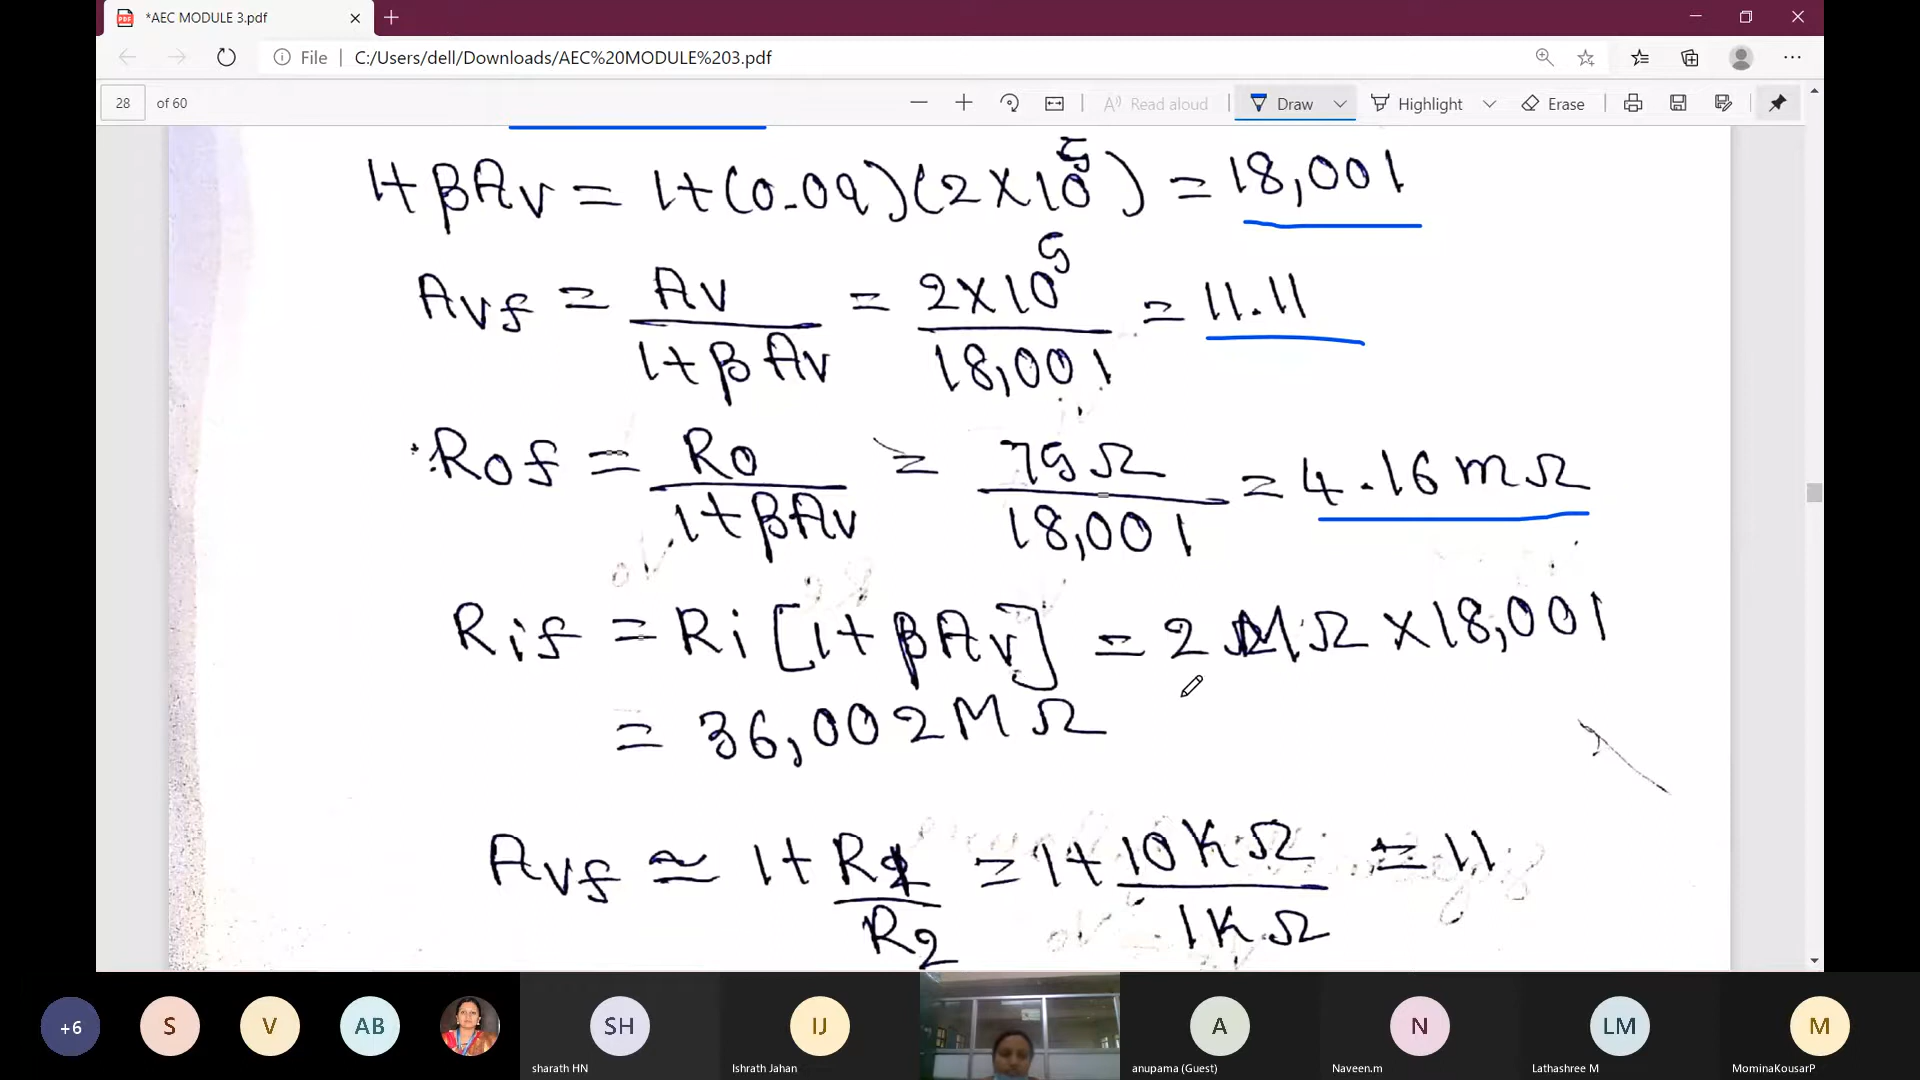 *AEC MODULE 3.pdf
File | C:/Users/dell/Downloads/AEC%20MODULE%203.pdf
28 of 60 Read aloud Draw Highlight Erase
1+βAv = 1+(0.09)(2×10⁵) = 18,001
Avf = Av / 1+βAv = 2×10⁵ / 18,001 = 11.11
Rof = Ro / 1+βAv = 75Ω / 18,001 = 4.16 mΩ
Rif = Ri [1+βAv] = 2 MΩ × 18,001
= 36,002 MΩ
Avf ≃ 1+ R1 / R2 = 1+ 10KΩ / 1KΩ = 11
+6 S V AB SH IJ A N LM M
sharath HN Ishrath Jahan anupama (Guest) Naveen.m Lathashree M MominaKousarP